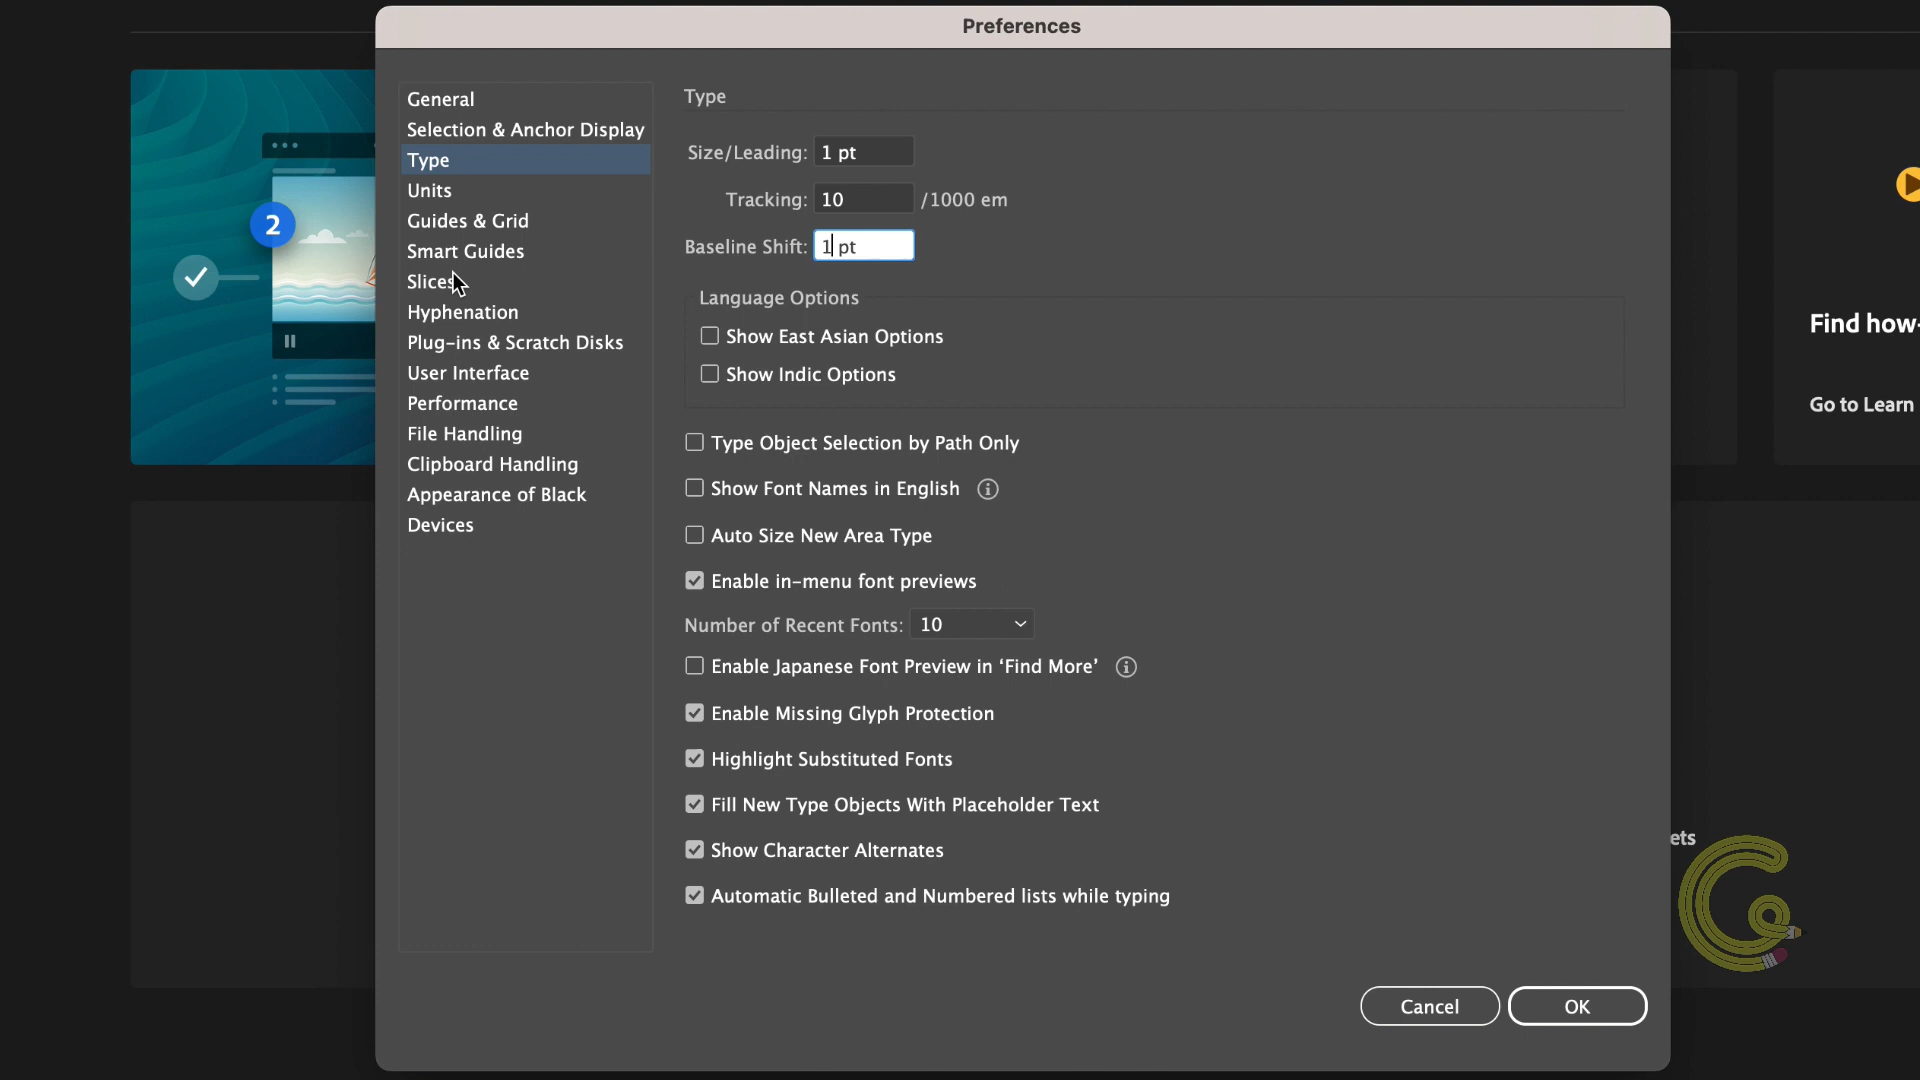 Preferences
General
Selection & Anchor Display
Type
Units
Guides & Grid
Smart Guides
Slices
Hyphenation
Plug-ins & Scratch Disks
User Interface
Performance
File Handling
Clipboard Handling
Appearance of Black
Devices
Type
Size/Leading: 1 pt
Tracking: 10 /1000 em
Baseline Shift: 1 pt
Language Options
Show East Asian Options
Show Indic Options
Type Object Selection by Path Only
Show Font Names in English
Auto Size New Area Type
Enable in-menu font previews
Number of Recent Fonts: 10
Enable Japanese Font Preview in ‘Find More’
Enable Missing Glyph Protection
Highlight Substituted Fonts
Fill New Type Objects With Placeholder Text
Show Character Alternates
Automatic Bulleted and Numbered lists while typing
Cancel
OK
2
Find how-
Go to Learn
ets